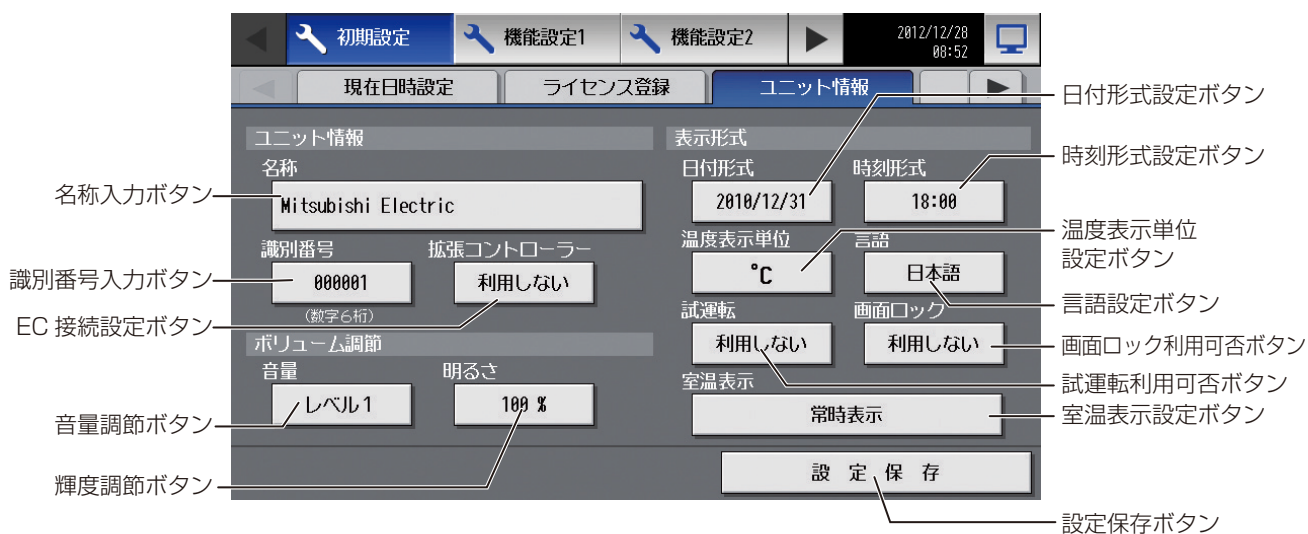 初期設定
機能設定1
機能設定2
2012/12/28
08:52
現在日時設定
ライセンス登録
ユニット情報
ユニット情報
名称
Mitsubishi Electric
識別番号
拡張コントローラー
000001
利用しない
(数字6桁)
ボリューム調節
音量
明るさ
レベル1
100 %
表示形式
日付形式
時刻形式
2010/12/31
18:00
温度表示単位
言語
℃
日本語
試運転
画面ロック
利用しない
利用しない
室温表示
常時表示
設 定 保 存
名称入力ボタン
識別番号入力ボタン
EC 接続設定ボタン
音量調節ボタン
輝度調節ボタン
日付形式設定ボタン
時刻形式設定ボタン
温度表示単位
設定ボタン
言語設定ボタン
画面ロック利用可否ボタン
試運転利用可否ボタン
室温表示設定ボタン
設定保存ボタン